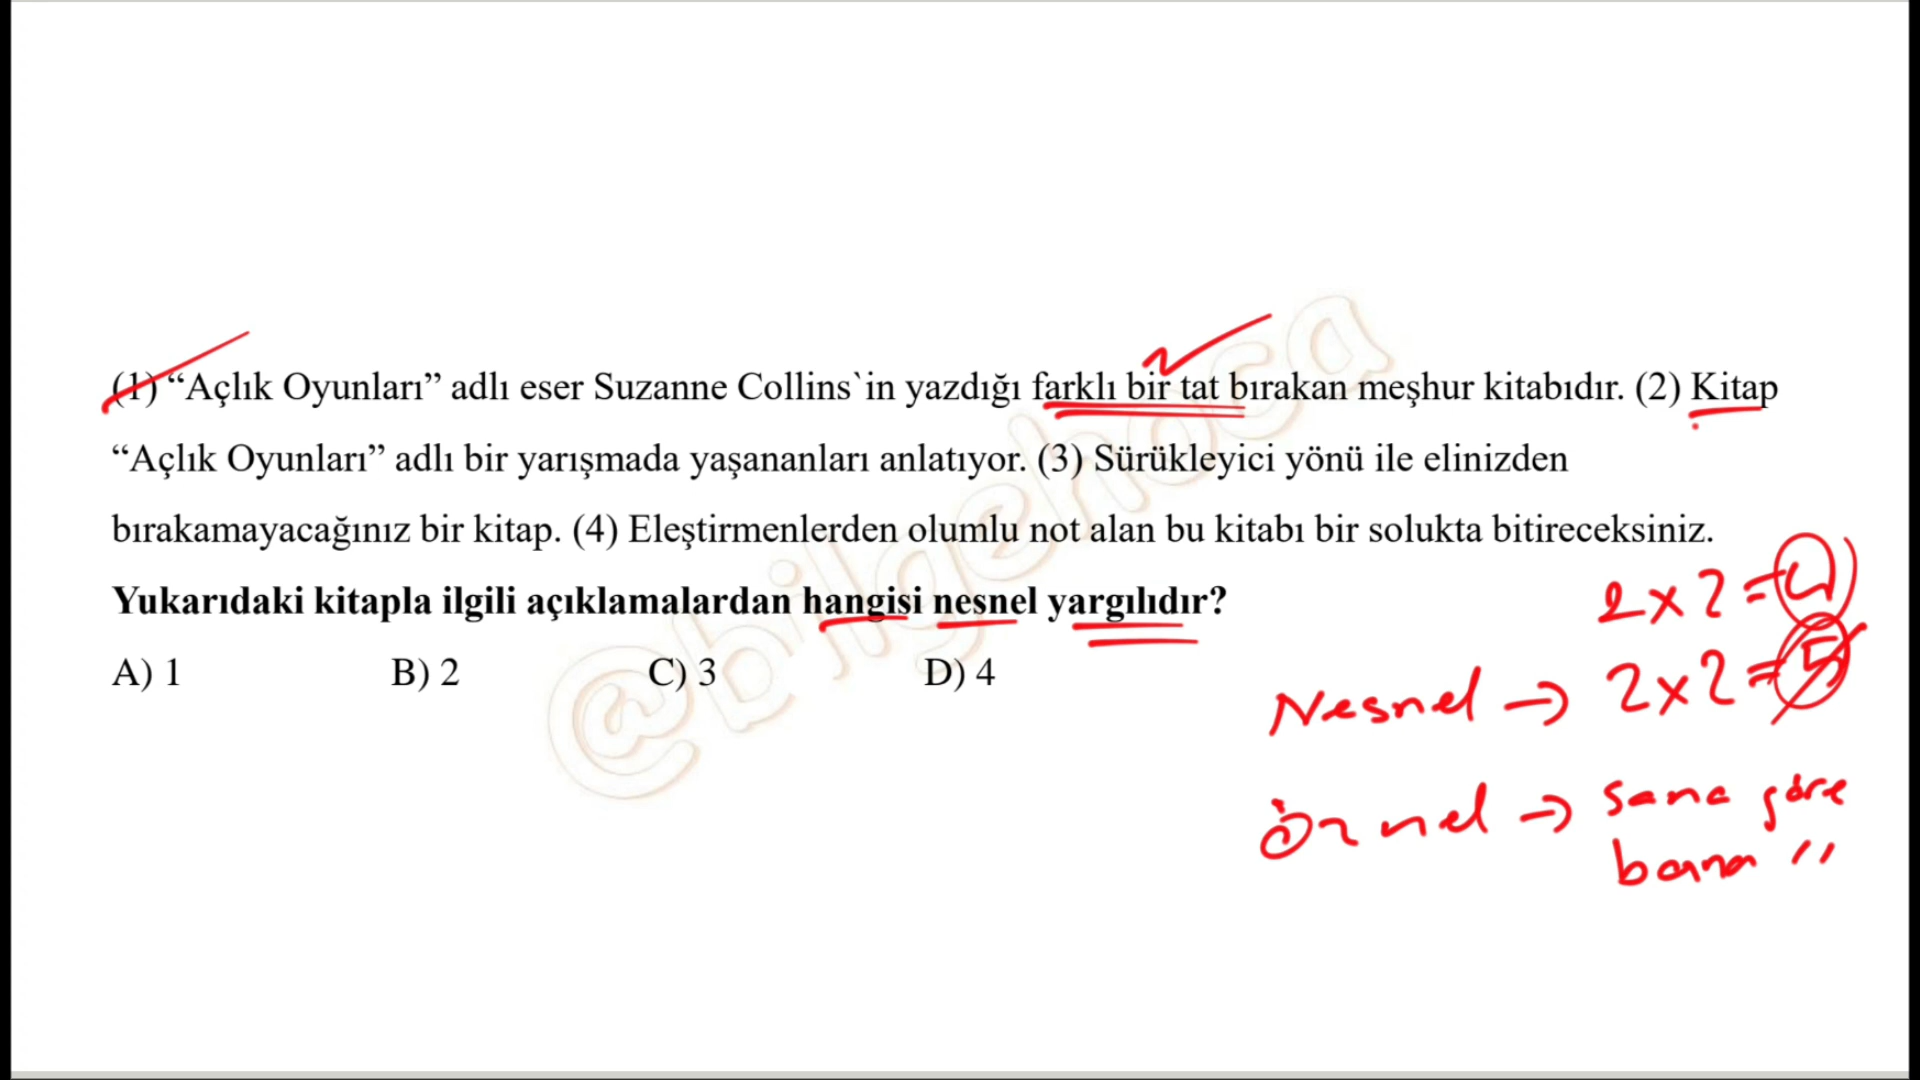 (1) “Açlık Oyunları” adlı eser Suzanne Collins`in yazdığı farklı bir tat bırakan meşhur kitabıdır. (2) Kitap
“Açlık Oyunları” adlı bir yarışmada yaşananları anlatıyor. (3) Sürükleyici yönü ile elinizden
bırakamayacağınız bir kitap. (4) Eleştirmenlerden olumlu not alan bu kitabı bir solukta bitireceksiniz.
Yukarıdaki kitapla ilgili açıklamalardan hangisi nesnel yargılıdır?
A) 1 B) 2 C) 3 D) 4
2x2=4
Nesnel → 2x2=5
Öznel → sana göre
bana "
@bilgehoca